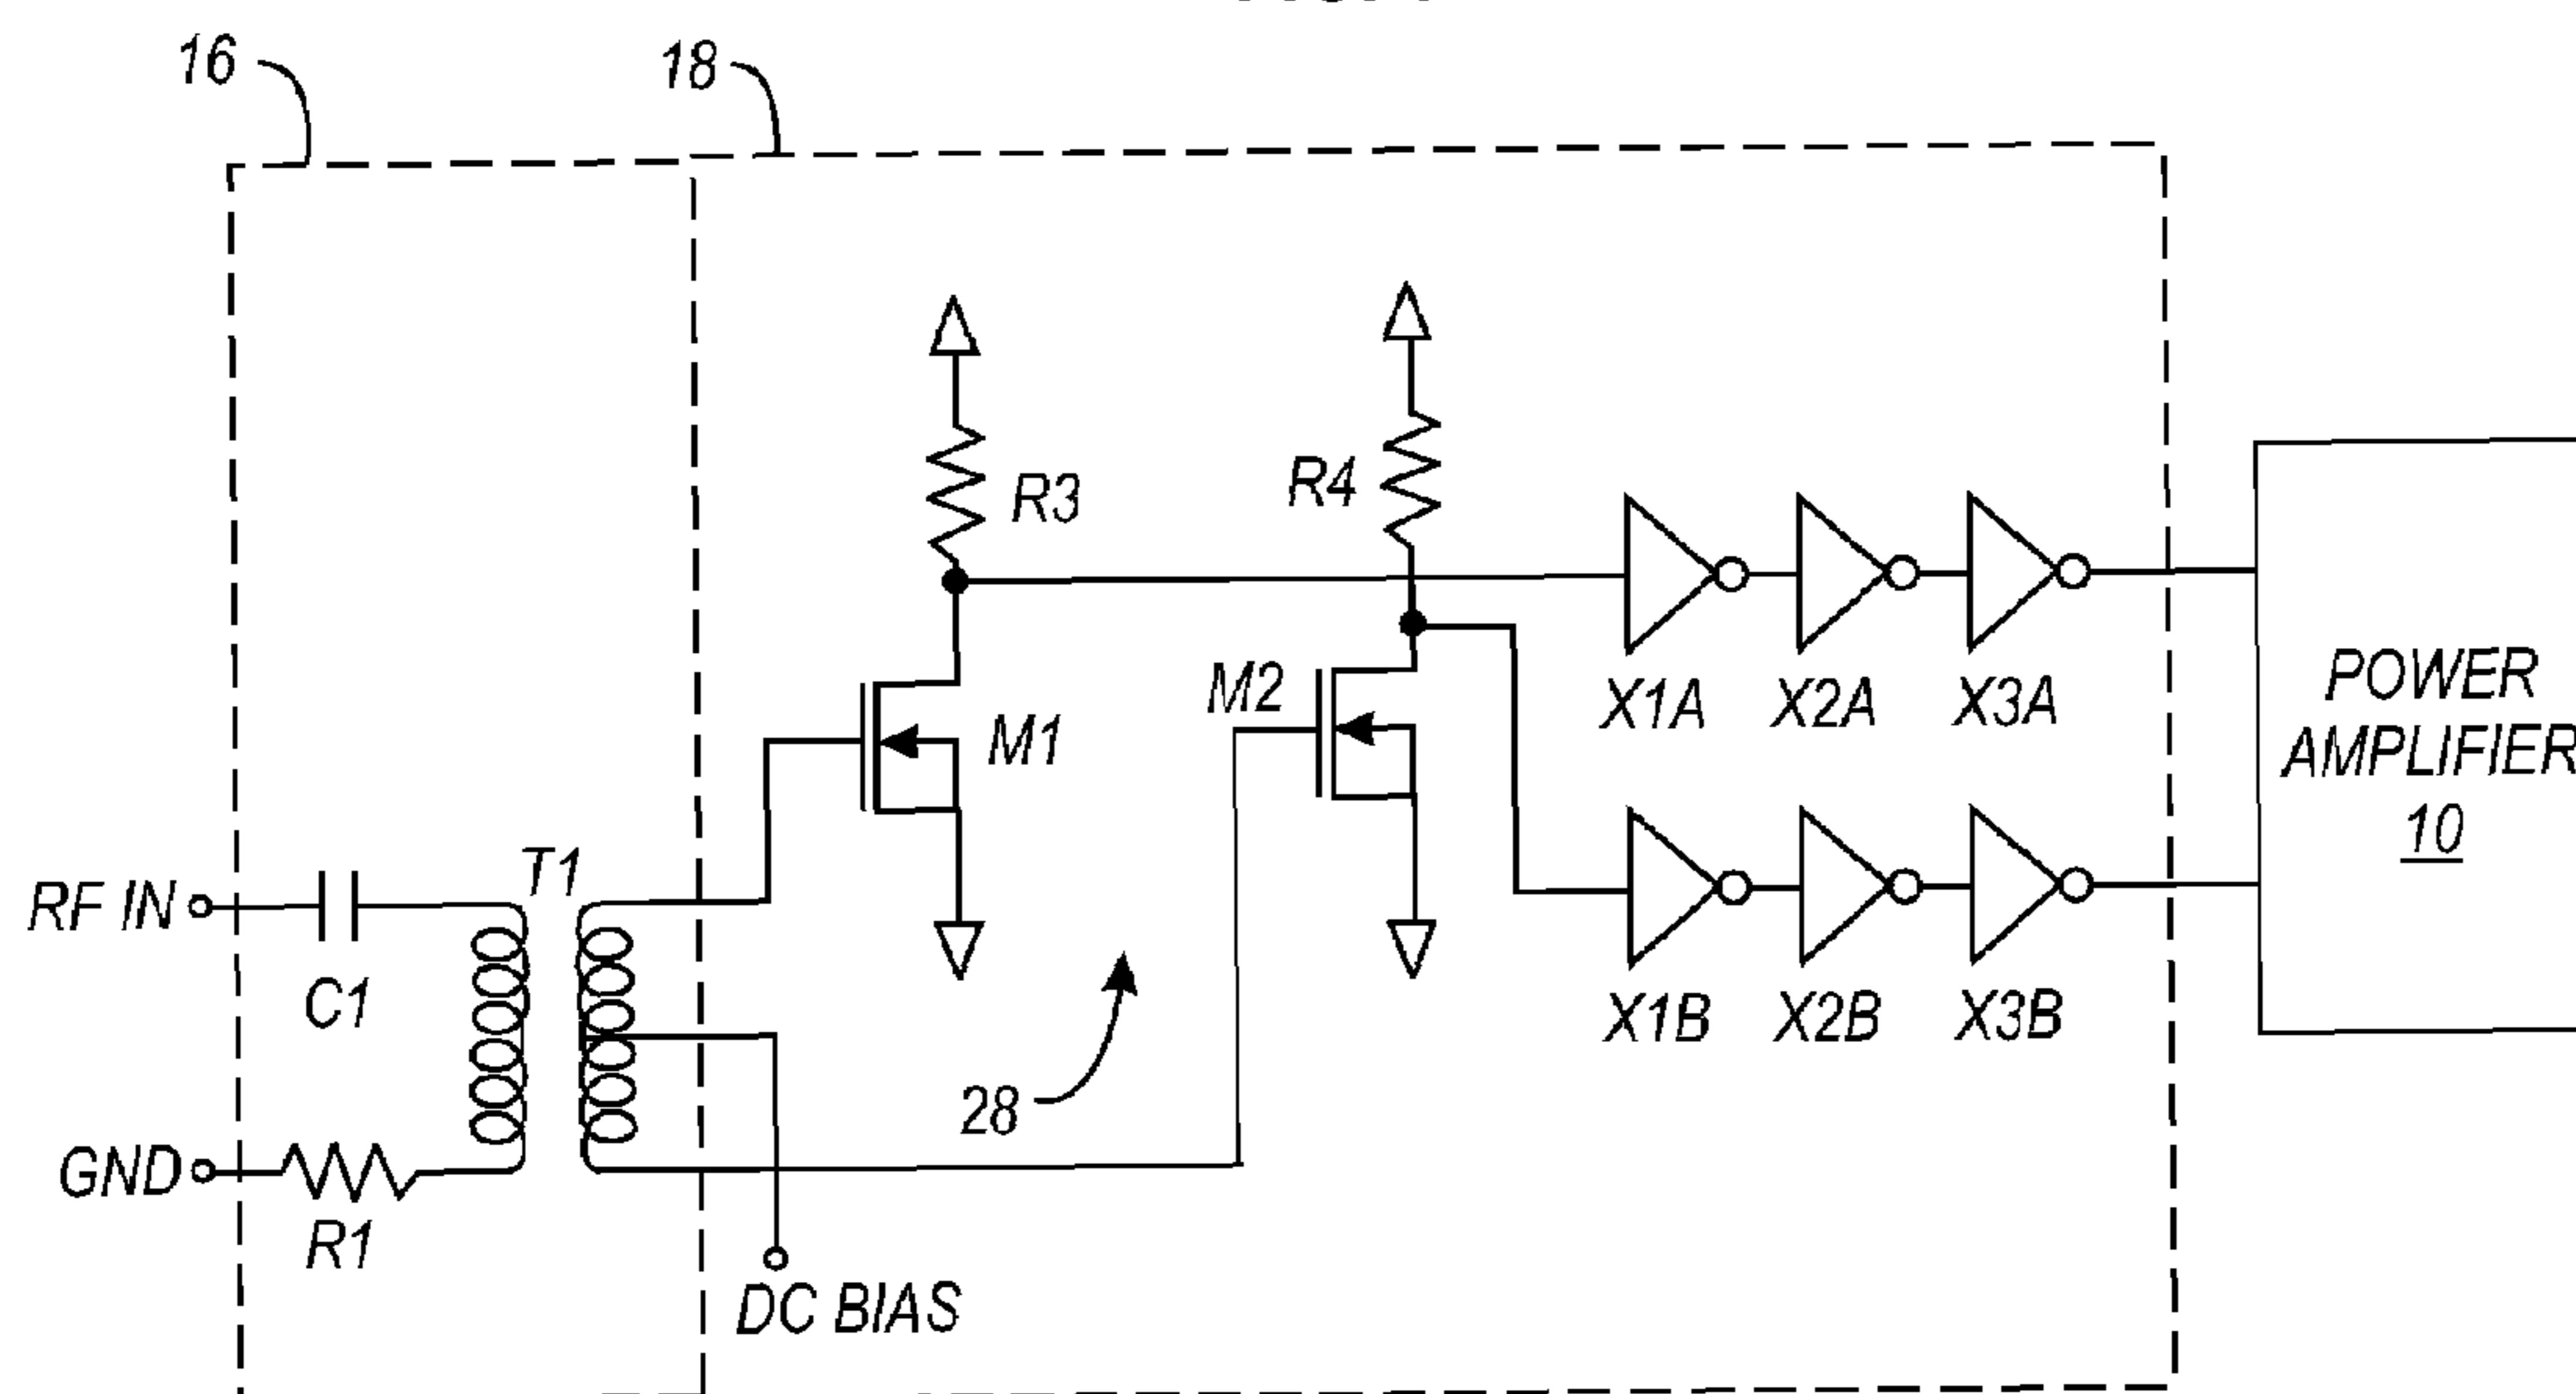 16
18
R3
R4
M1
M2
X1A
X2A
X3A
POWER
AMPLIFIER
10
RF IN
T1
C1
X1B
X2B
X3B
28
GND
R1
DC BIAS